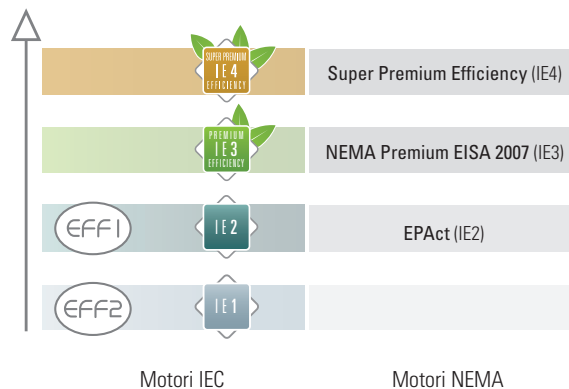 SUPER PREMIUM
IE4
EFFICIENCY
Super Premium Efficiency (IE4)
PREMIUM
IE3
EFFICIENCY
NEMA Premium EISA 2007 (IE3)
EFF1
IE2
EPAct (IE2)
EFF2
IE1
Motori IEC
Motori NEMA